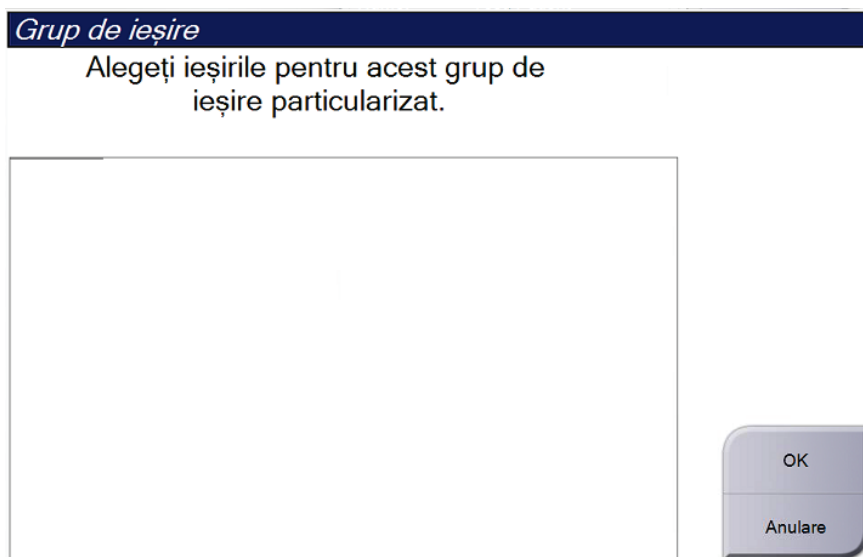 Grup de ieșire
Alegeți ieșirile pentru acest grup de
ieșire particularizat.
OK
Anulare